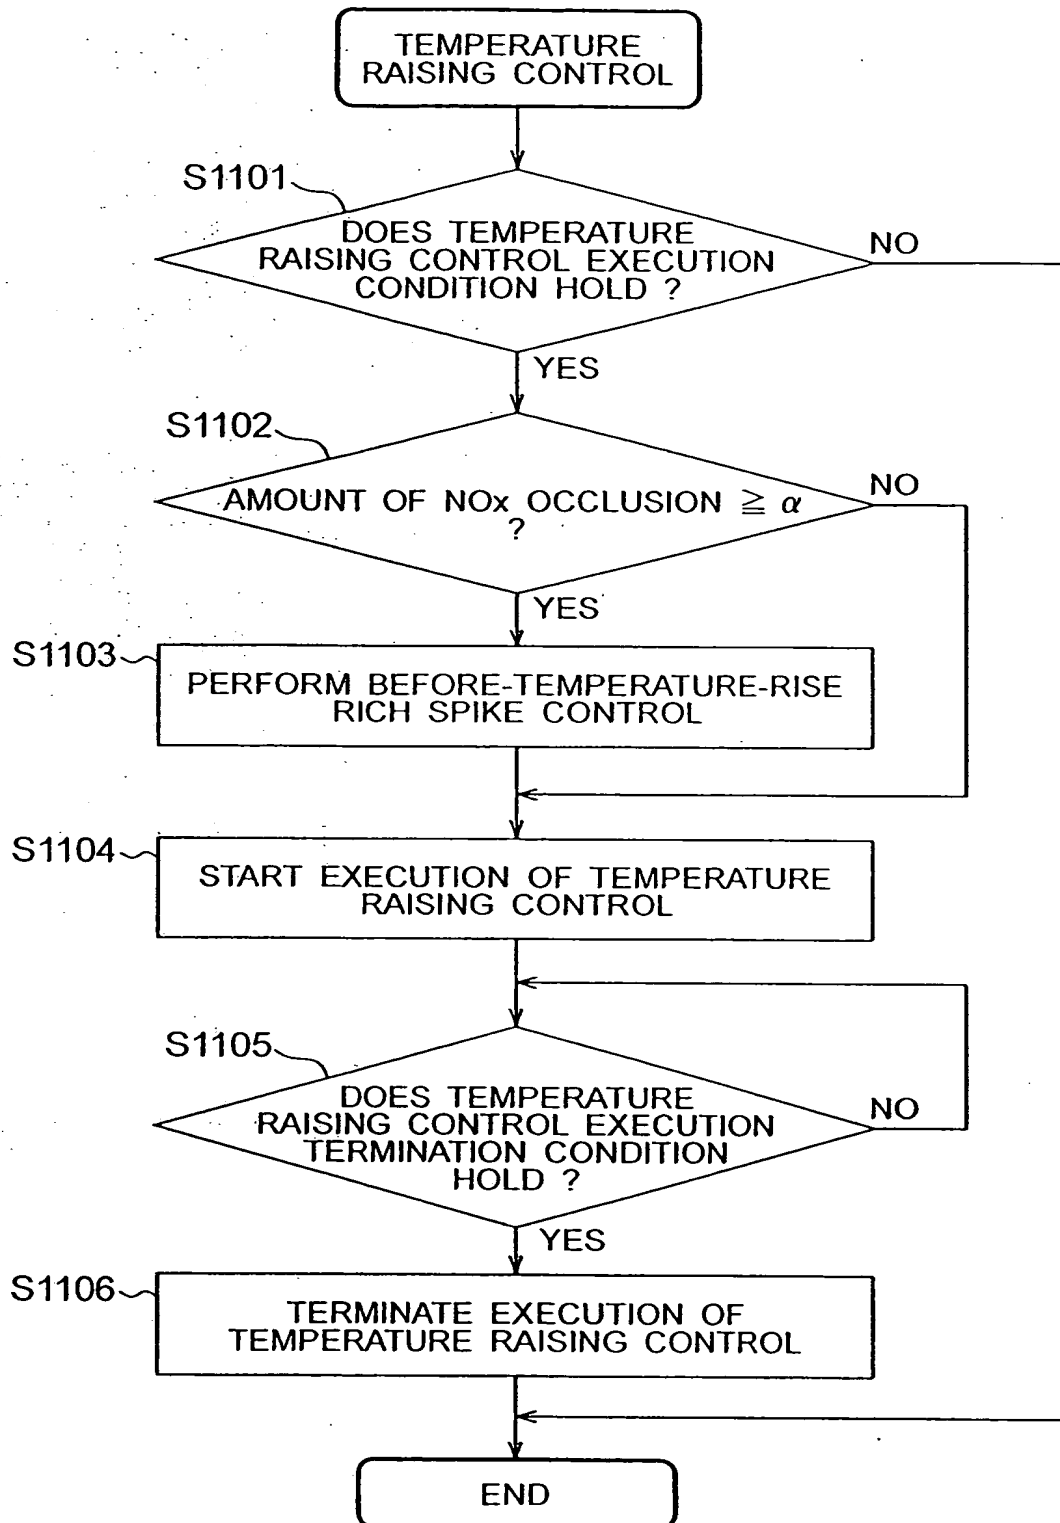 TEMPERATURE
RAISING CONTROL
S1101
DOES TEMPERATURE
RAISING CONTROL EXECUTION
CONDITION HOLD ?
NO
YES
S1102
AMOUNT OF NOx OCCLUSION ≧ α
?
NO
YES
S1103
PERFORM BEFORE-TEMPERATURE-RISE
RICH SPIKE CONTROL
S1104
START EXECUTION OF TEMPERATURE
RAISING CONTROL
S1105
DOES TEMPERATURE
RAISING CONTROL EXECUTION
TERMINATION CONDITION
HOLD ?
NO
YES
S1106
TERMINATE EXECUTION OF
TEMPERATURE RAISING CONTROL
END